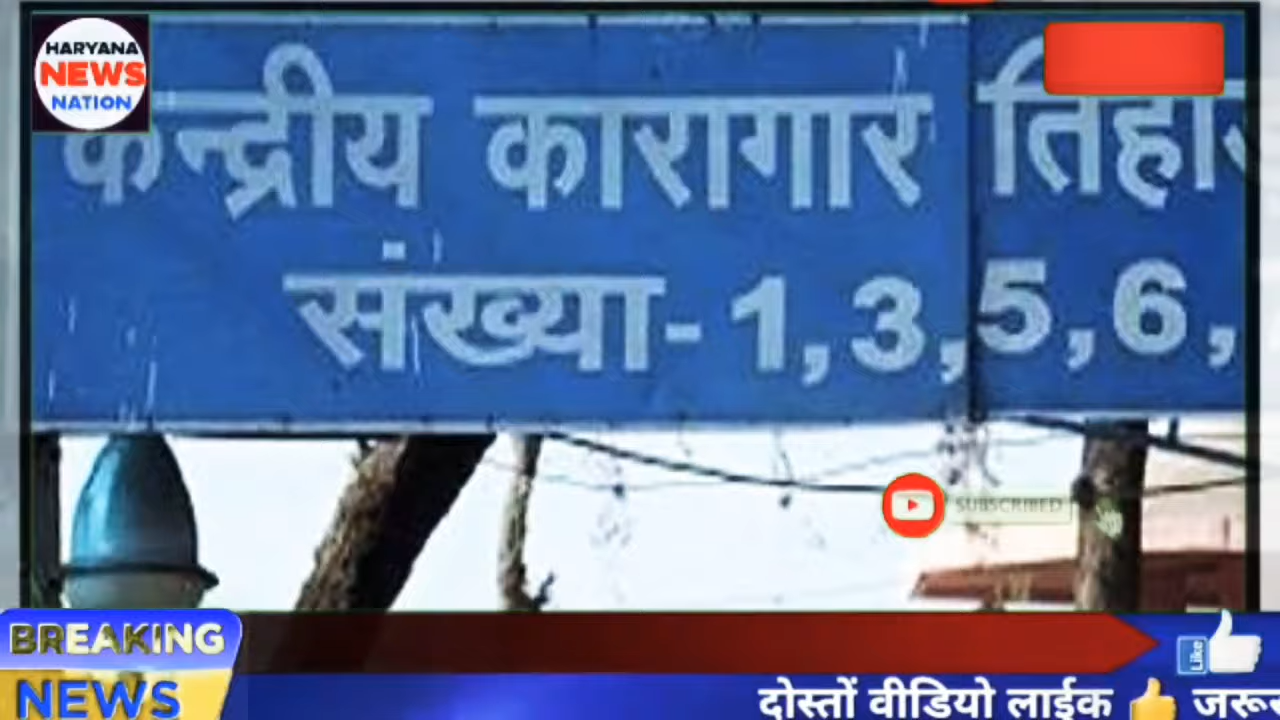 HARYANA
NEWS
NATION
केन्द्रीय कारागार
संख्या- 1,3,5,6,
SUBSCRIBED
BREAKING
NEWS
Like
दोस्तों वीडियो लाईक 👍